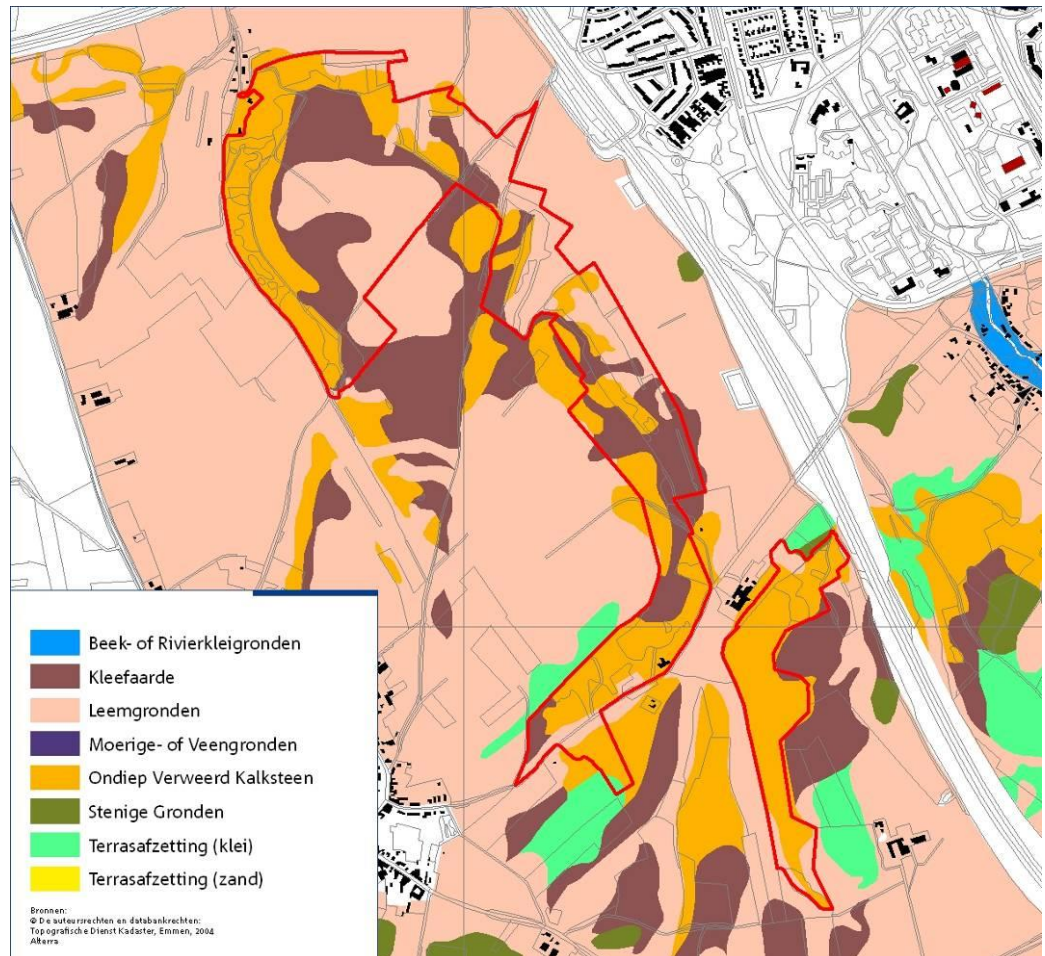 Beek- of Rivierkleigronden
Kleefaarde
Leemgronden
Moerige- of Veengronden
Ondiep Verweerd Kalksteen
Stenige Gronden
Terrasafzetting (klei)
Terrasafzetting (zand)
Bronnen:
© De auteursrechten en databankrechten:
Topografische Dienst Kadaster, Emmen, 2004
Alterra